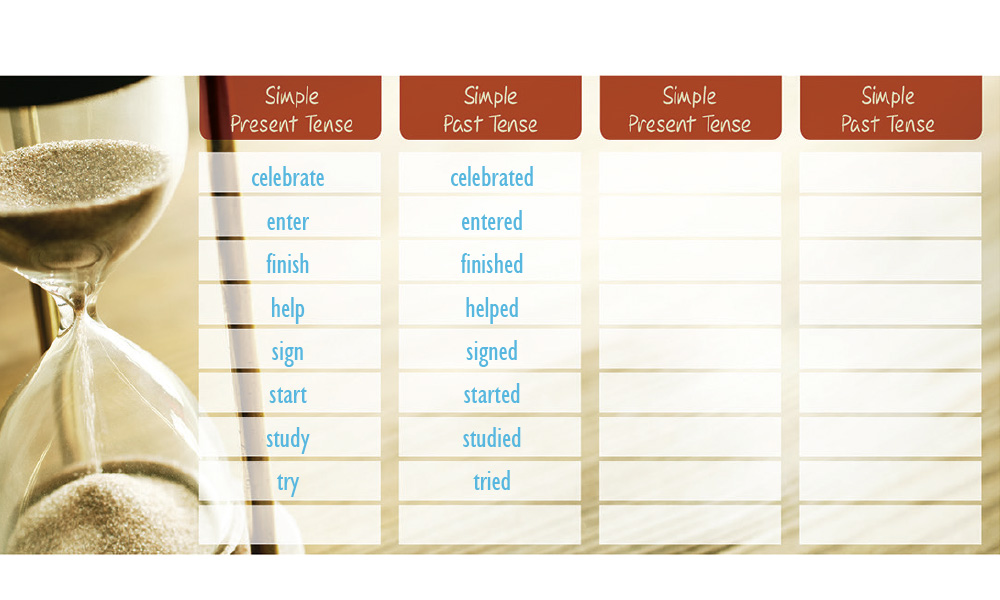 Simple
Present Tense
Simple
Past Tense
Simple
Present Tense
Simple
Past Tense
celebrate celebrated
enter entered
finish finished
help helped
sign signed
start started
study studied
try tried